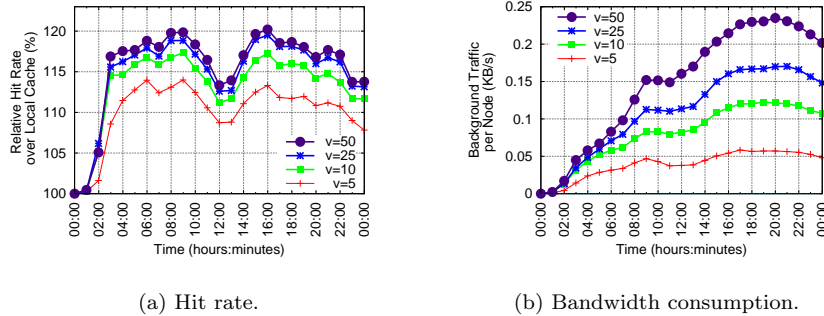 120
115
110
105
100
Relative Hit Rate
over Local Cache (%)
v=50
v=25
v=10
v=5
00:00
02:00
04:00
06:00
08:00
10:00
12:00
14:00
16:00
18:00
20:00
22:00
00:00
Time (hours:minutes)
(a) Hit rate.
0.25
0.2
0.15
0.1
0.05
0
Background Traffic
per Node (KB/s)
v=50
v=25
v=10
v=5
00:00
02:00
04:00
06:00
08:00
10:00
12:00
14:00
16:00
18:00
20:00
22:00
00:00
Time (hours:minutes)
(b) Bandwidth consumption.